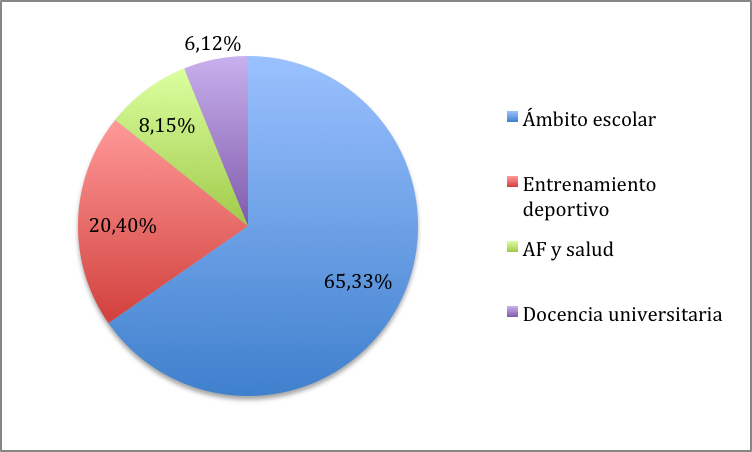 6,12%
8,15%
20,40%
65,33%
Ámbito escolar
Entrenamiento
deportivo
AF y salud
Docencia universitaria